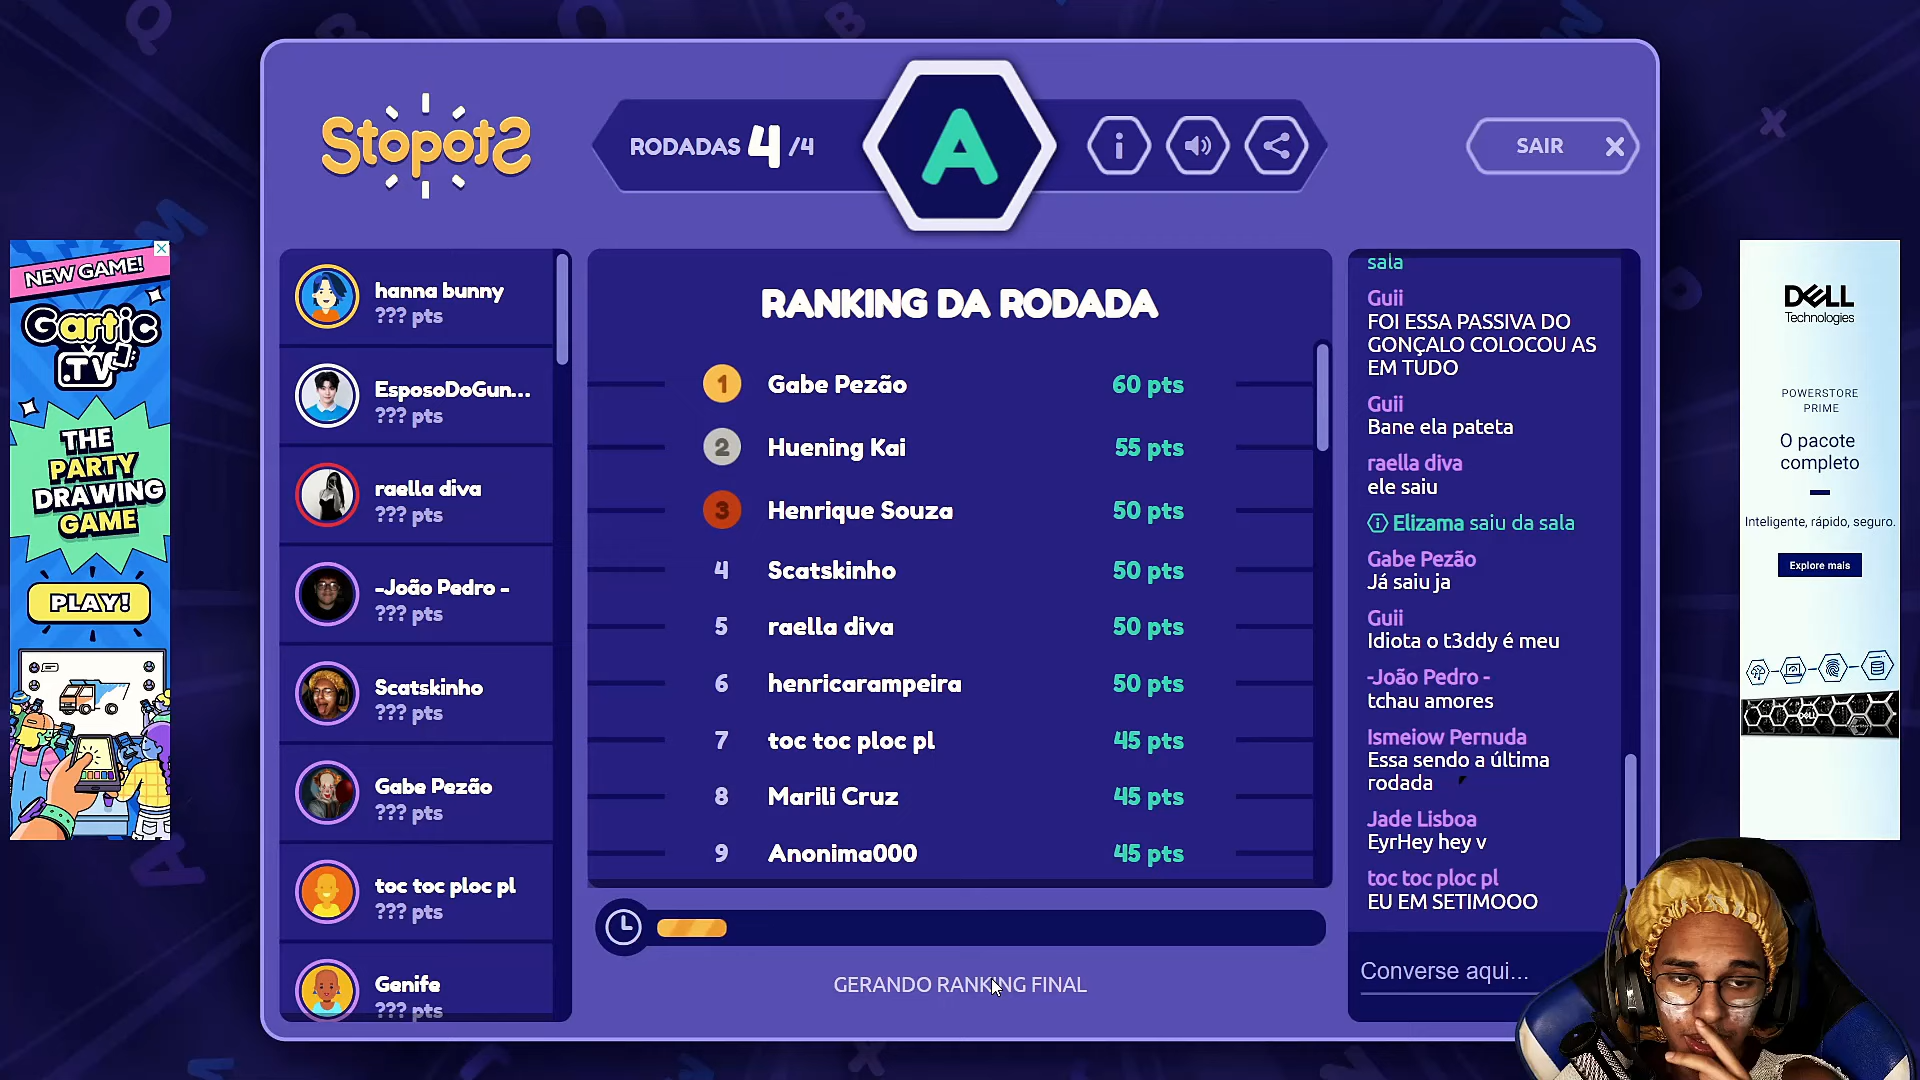 StopotS
RODADAS 4 /4
A
SAIR
NEW GAME!
Gartic
.TV
THE
PARTY
DRAWING
GAME
PLAY!
hanna bunny
??? pts
EsposoDoGun...
??? pts
raella diva
??? pts
-João Pedro -
??? pts
Scatskinho
??? pts
Gabe Pezão
??? pts
toc toc ploc pl
??? pts
Genife
??? pts
RANKING DA RODADA
1 Gabe Pezão 60 pts
2 Huening Kai 55 pts
3 Henrique Souza 50 pts
4 Scatskinho 50 pts
5 raella diva 50 pts
6 henricarampeira 50 pts
7 toc toc ploc pl 45 pts
8 Marili Cruz 45 pts
9 Anonima000 45 pts
GERANDO RANKING FINAL
sala
Guii
FOI ESSA PASSIVA DO
GONÇALO COLOCOU AS
EM TUDO
Guii
Bane ela pateta
raella diva
ele saiu
Elizama saiu da sala
Gabe Pezão
Já saiu ja
Guii
Idiota o t3ddy é meu
-João Pedro -
tchau amores
Ismeiow Pernuda
Essa sendo a última
rodada
Jade Lisboa
EyrHey hey v
toc toc ploc pl
EU EM SETIMOOO
Converse aqui...
DELL
Technologies
POWERSTORE
PRIME
O pacote
completo
Inteligente, rápido, seguro.
Explore mais